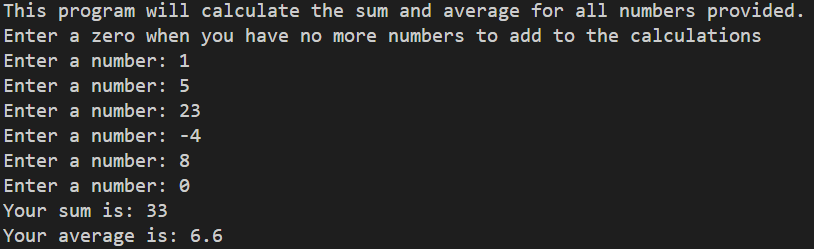 This program will calculate the sum and average for all numbers provided.
Enter a zero when you have no more numbers to add to the calculations
Enter a number: 1
Enter a number: 5
Enter a number: 23
Enter a number: -4
Enter a number: 8
Enter a number: 0
Your sum is: 33
Your average is: 6.6